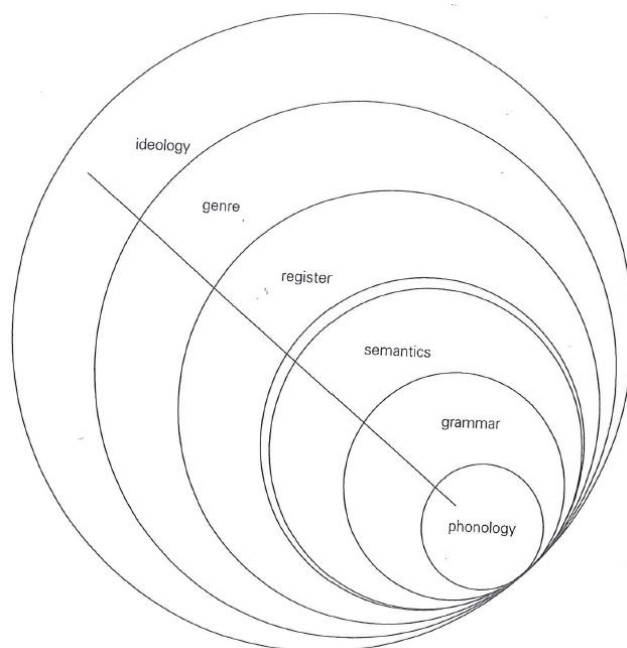 ideology
genre
register
semantics
grammar
phonology